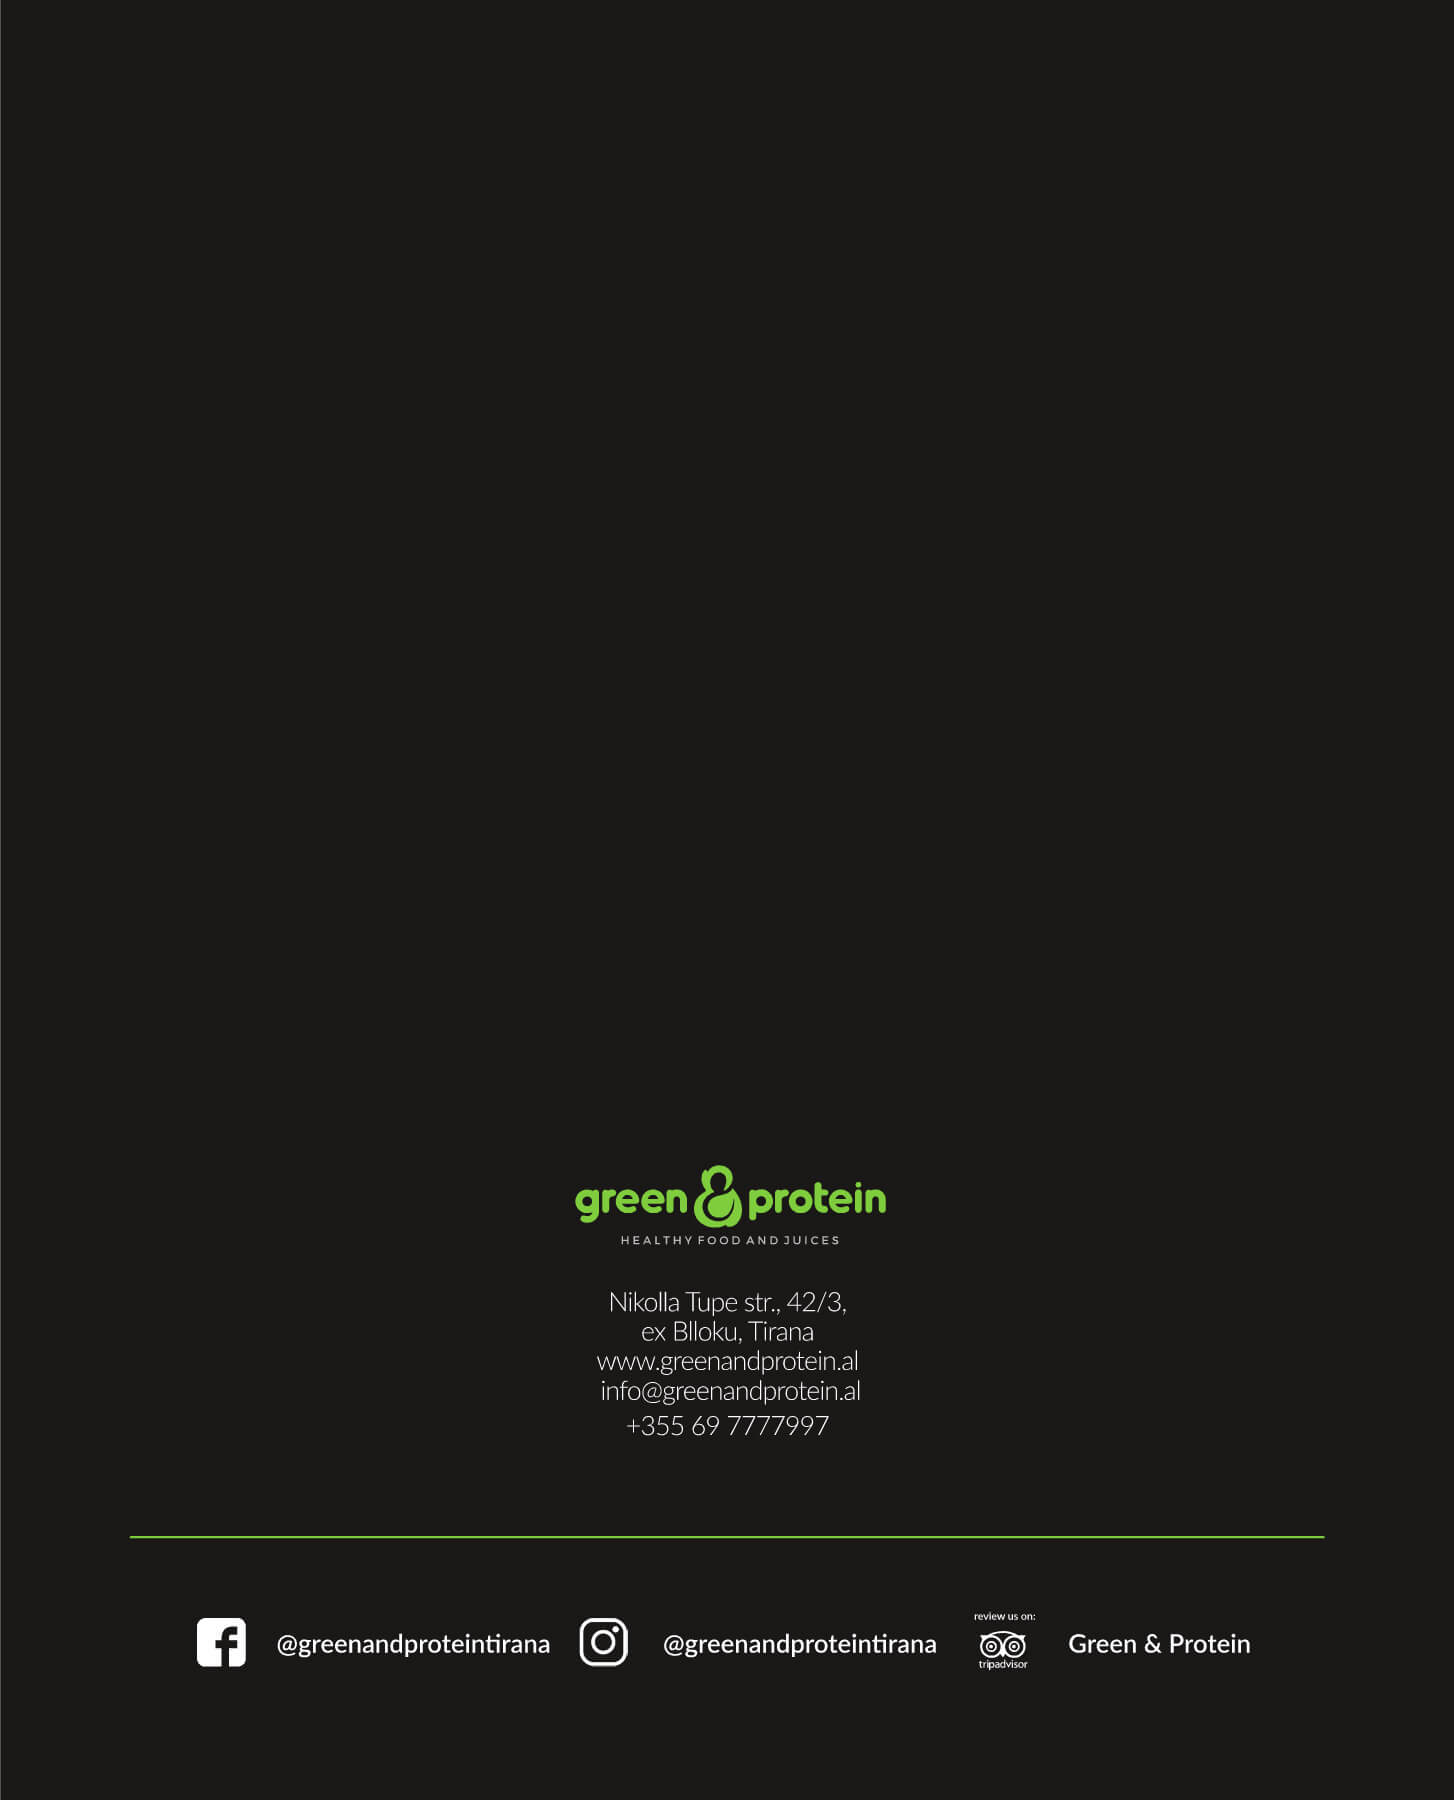 green & protein
HEALTHY FOOD AND JUICES
Nikolla Tupe str., 42/3,
ex Blloku, Tirana
www.greenandprotein.al
info@greenandprotein.al
+355 69 7777997
@greenandproteintirana
@greenandproteintirana
review us on:
tripadvisor
Green & Protein